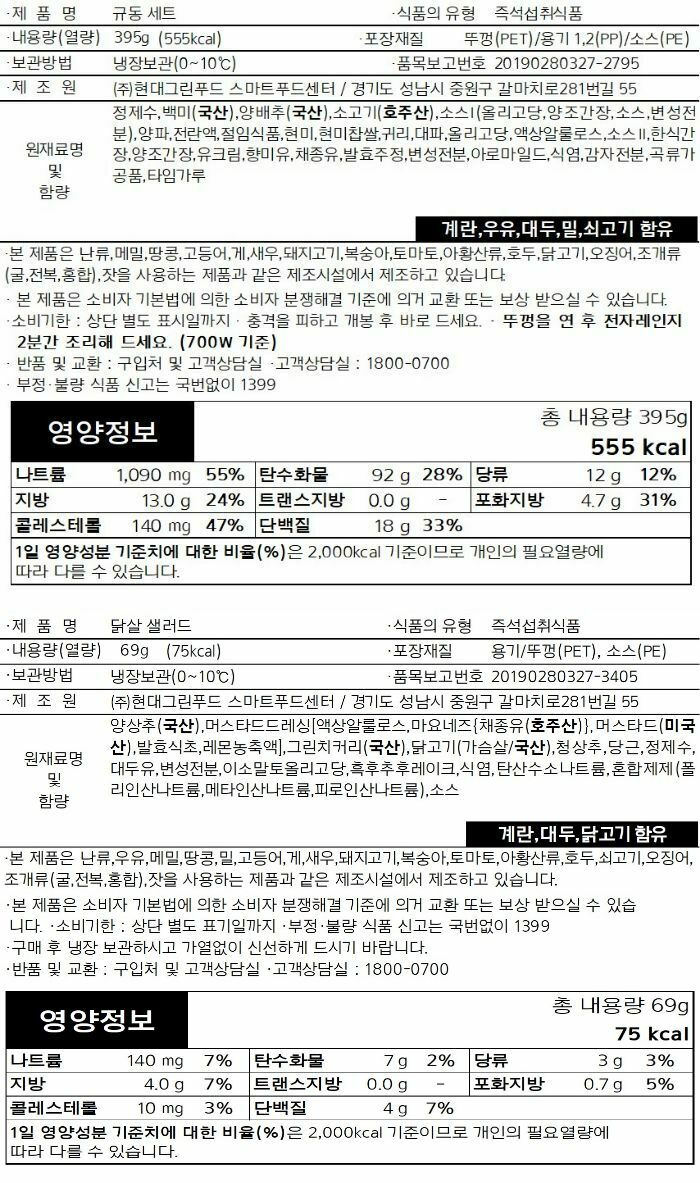 ·제 품 명 규동 세트 ·식품의 유형 즉석섭취식품
·내용량(열량) 395g (555kcal) ·포장재질 뚜껑(PET)/용기 1,2(PP)/소스(PE)
·보관방법 냉장보관(0~10℃) ·품목보고번호 20190280327-2795
·제 조 원 (주)현대그린푸드 스마트푸드센터 / 경기도 성남시 중원구 갈마치로281번길 55
원재료명 및 함량
정제수,백미(국산),양배추(국산),소고기(호주산),소스Ⅰ(올리고당,양조간장,소스,변성전
분),양파,전란액,절임식품,현미,현미찹쌀,귀리,대파,올리고당,액상알룰로스,소스Ⅱ,한식간
장,양조간장,유크림,향미유,채종유,발효주정,변성전분,아로마일드,식염,감자전분,곡류가
공품,타임가루
계란,우유,대두,밀,쇠고기 함유
·본 제품은 난류,메밀,땅콩,고등어,게,새우,돼지고기,복숭아,토마토,아황산류,호두,닭고기,오징어,조개류
(굴,전복,홍합),잣을 사용하는 제품과 같은 제조시설에서 제조하고 있습니다
· 본 제품은 소비자 기본법에 의한 소비자 분쟁해결 기준에 의거 교환 또는 보상 받으실 수 있습니다.
·소비기한 : 상단 별도 표시일까지 · 충격을 피하고 개봉 후 바로 드세요. · 뚜껑을 연 후 전자레인지
2분간 조리해 드세요. (700W 기준)
· 반품 및 교환 : 구입처 및 고객상담실 ·고객상담실 : 1800-0700
· 부정·불량 식품 신고는 국번없이 1399
영양정보 총 내용량 395g
555 kcal
나트륨 1,090 mg 55% 탄수화물 92 g 28% 당류 12 g 12%
지방 13.0 g 24% 트랜스지방 0.0 g - 포화지방 4.7 g 31%
콜레스테롤 140 mg 47% 단백질 18 g 33%
1일 영양성분 기준치에 대한 비율(%)은 2,000kcal 기준이므로 개인의 필요열량에
따라 다를 수 있습니다.
·제 품 명 닭살 샐러드 ·식품의 유형 즉석섭취식품
·내용량(열량) 69g (75kcal) ·포장재질 용기/뚜껑(PET), 소스(PE)
·보관방법 냉장보관(0~10℃) ·품목보고번호 20190280327-3405
·제 조 원 (주)현대그린푸드 스마트푸드센터 / 경기도 성남시 중원구 갈마치로281번길 55
원재료명 및 함량
양상추(국산),머스타드드레싱[액상알룰로스,마요네즈{채종유(호주산)},머스타드(미국
산),발효식초,레몬농축액],그린치커리(국산),닭고기(가슴살/국산),청상추,당근,정제수,
대두유,변성전분,이소말토올리고당,흑후추후레이크,식염,탄산수소나트륨,혼합제제(폴
리인산나트륨,메타인산나트륨,피로인산나트륨),소스
계란,대두,닭고기 함유
·본 제품은 난류,우유,메밀,땅콩,밀,고등어,게,새우,돼지고기,복숭아,토마토,아황산류,호두,쇠고기,오징어,
조개류(굴,전복,홍합),잣을 사용하는 제품과 같은 제조시설에서 제조하고 있습니다.
·본 제품은 소비자 기본법에 의한 소비자 분쟁해결 기준에 의거 교환 또는 보상 받으실 수 있습
니다. ·소비기한 : 상단 별도 표기일까지 ·부정·불량 식품 신고는 국번없이 1399
·구매 후 냉장 보관하시고 가열없이 신선하게 드시기 바랍니다.
·반품 및 교환 : 구입처 및 고객상담실 ·고객상담실 : 1800-0700
영양정보 총 내용량 69g
75 kcal
나트륨 140 mg 7% 탄수화물 7 g 2% 당류 3 g 3%
지방 4.0 g 7% 트랜스지방 0.0 g - 포화지방 0.7 g 5%
콜레스테롤 10 mg 3% 단백질 4 g 7%
1일 영양성분 기준치에 대한 비율(%)은 2,000kcal 기준이므로 개인의 필요열량에
따라 다를 수 있습니다.